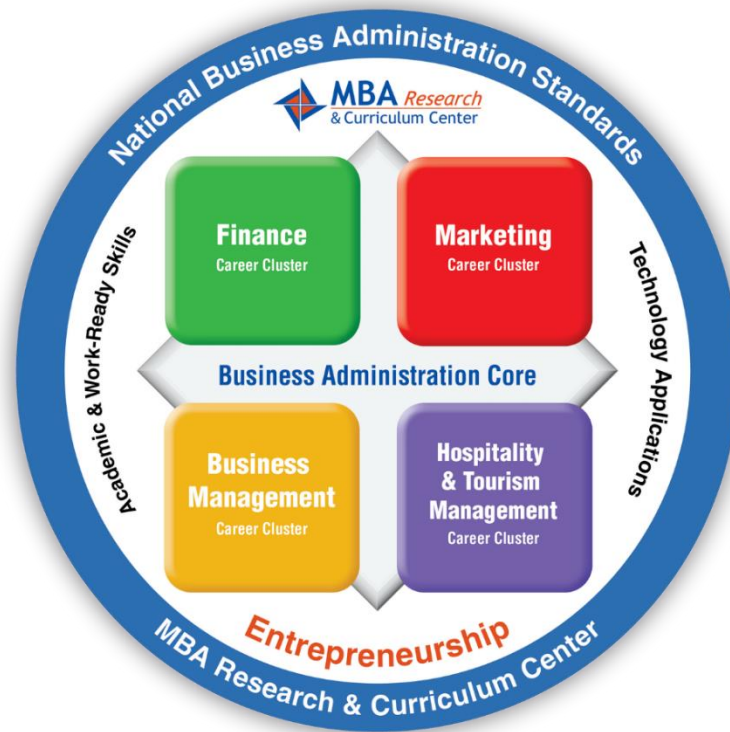 National Business Administration Standards
MBA Research
& Curriculum Center
Finance
Career Cluster
Marketing
Career Cluster
Academic & Work-Ready Skills
Technology Applications
Business Administration Core
Business
Management
Career Cluster
Hospitality
& Tourism
Management
Career Cluster
Entrepreneurship
MBA Research & Curriculum Center